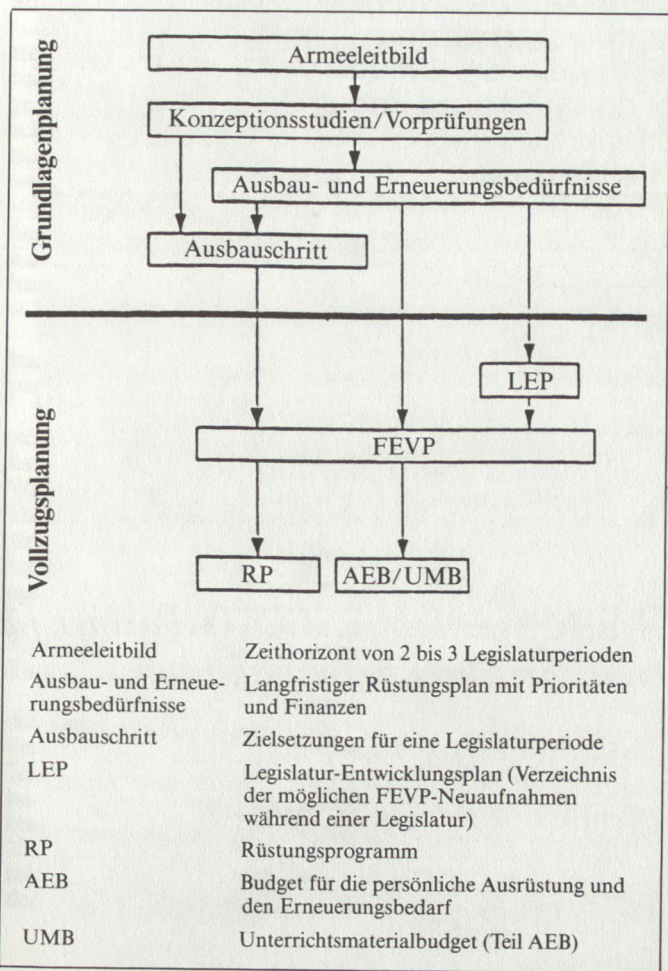 Grundlagenplanung
Armeeleitbild
Konzeptionsstudien/Vorprüfungen
Ausbau- und Erneuerungsbedürfnisse
Ausbauschritt
Vollzugsplanung
LEP
FEVP
RP
AEB/UMB
Armeeleitbild Zeithorizont von 2 bis 3 Legislaturperioden
Ausbau- und Erneue- Langfristiger Rüstungsplan mit Prioritäten
rungsbedürfnisse und Finanzen
Ausbauschritt Zielsetzungen für eine Legislaturperiode
LEP Legislatur-Entwicklungsplan (Verzeichnis
der möglichen FEVP-Neuaufnahmen
während einer Legislatur)
RP Rüstungsprogramm
AEB Budget für die persönliche Ausrüstung und
den Erneuerungsbedarf
UMB Unterrichtsmaterialbudget (Teil AEB)